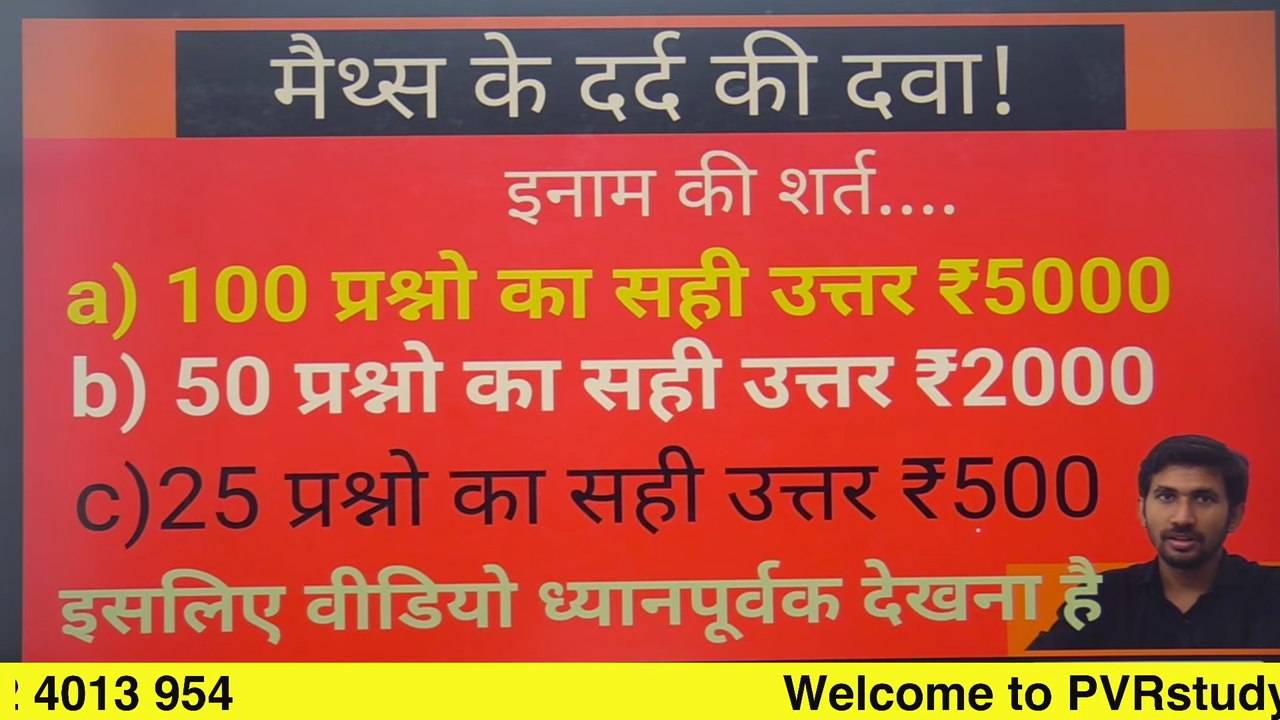 मैथ्स के दर्द की दवा!
इनाम की शर्त....
a) 100 प्रश्नो का सही उत्तर ₹5000
b) 50 प्रश्नो का सही उत्तर ₹2000
c)25 प्रश्नो का सही उत्तर ₹500
इसलिए वीडियो ध्यानपूर्वक देखना है
4013 954 Welcome to PVRstudy